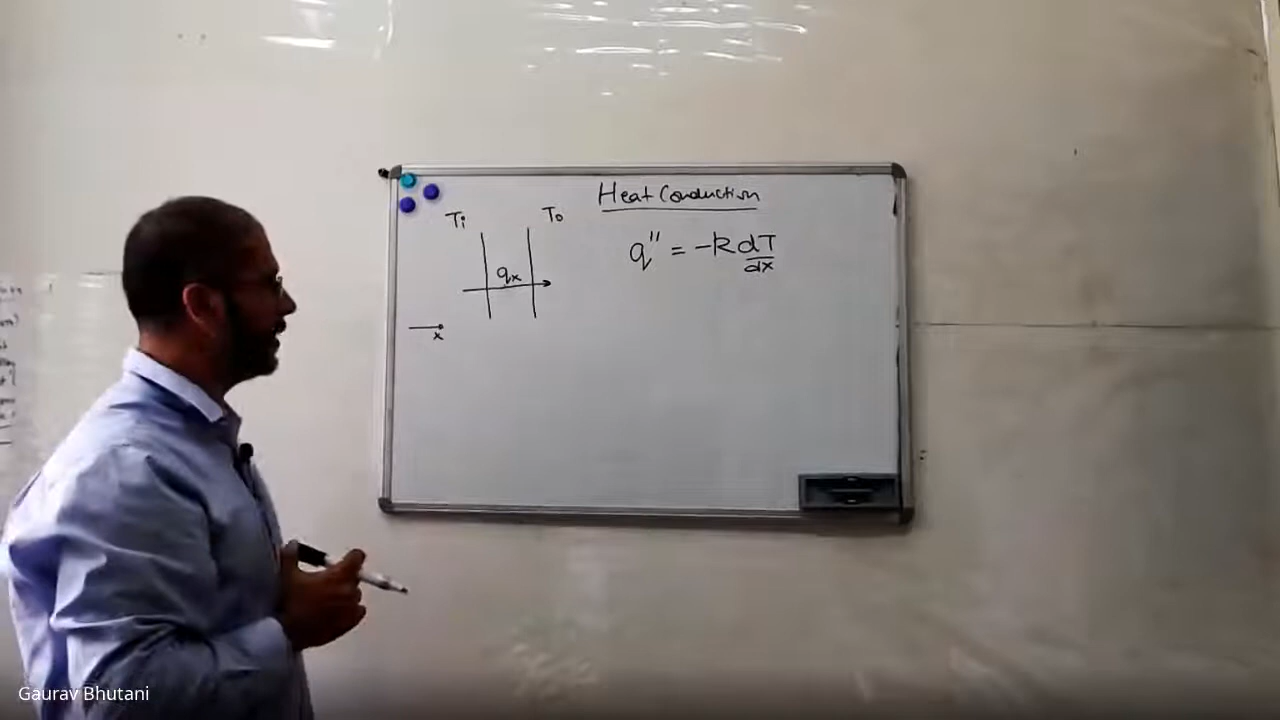 Heat Conduction
Ti To
q'' = -k dT/dx
qx
x
Gaurav Bhutani